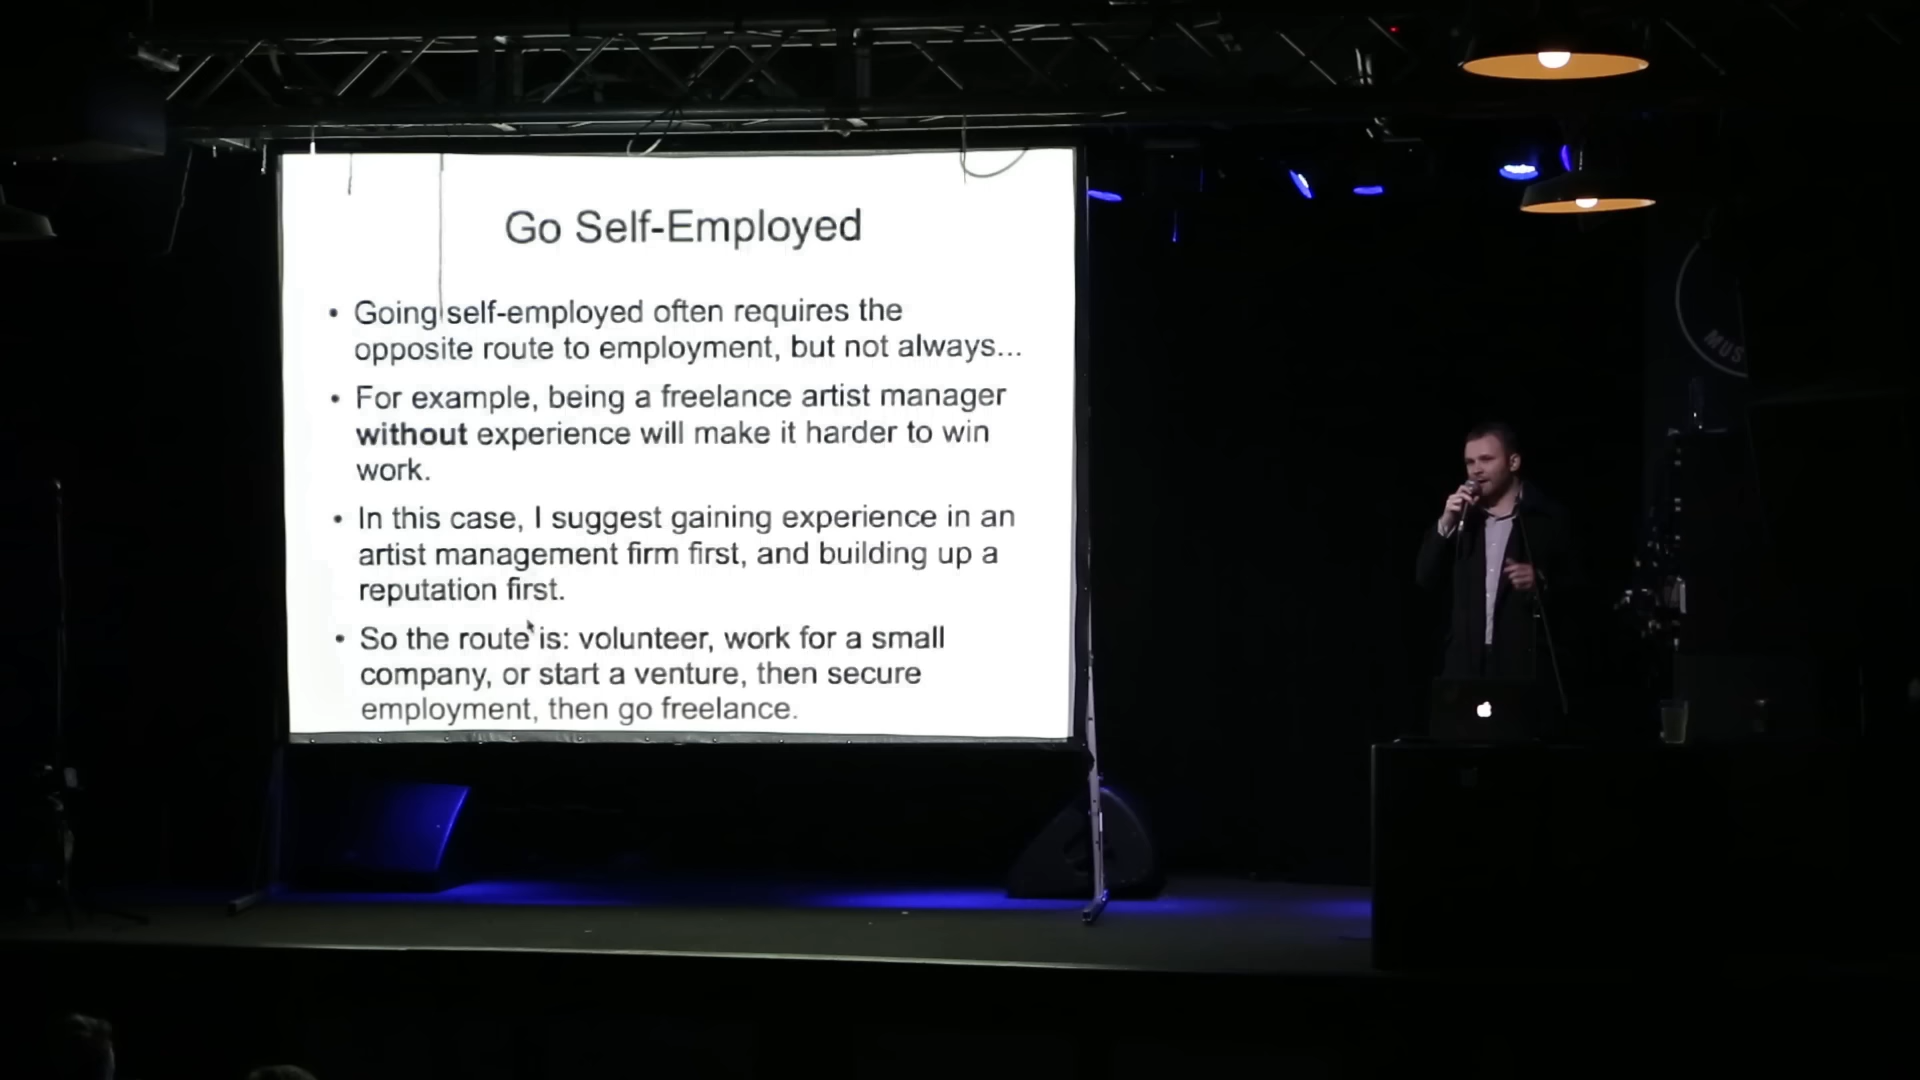 Go Self-Employed
• Going self-employed often requires the
opposite route to employment, but not always...
• For example, being a freelance artist manager
without experience will make it harder to win
work.
• In this case, I suggest gaining experience in an
artist management firm first, and building up a
reputation first.
• So the route is: volunteer, work for a small
company, or start a venture, then secure
employment, then go freelance.